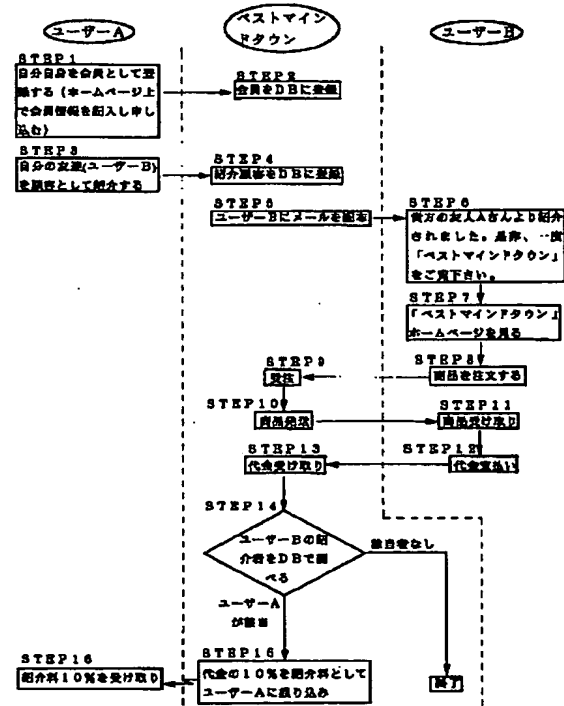 ユーザーA
ベストマインドタウン
ユーザーB
STEP1
自分自身を会員として登
録する（ホームページ上
で会員情報を記入し申し
込む）
STEP2
会員をDBに登録
STEP3
自分の友達(ユーザーB)
を顧客として紹介する
STEP4
紹介顧客をDBに登録
STEP5
ユーザーBにメールを配布
STEP6
貴方の友人Aさんより紹介
されました。是非、一度
「ベストマインドタウン」
をご覧下さい。
STEP7
「ベストマインドタウン」
ホームページを見る
STEP8
商品を注文する
STEP9
受注
STEP10
商品発送
STEP11
商品受け取り
STEP12
代金支払い
STEP13
代金受け取り
STEP14
ユーザーBの紹
介者をDBで調
べる
該当者なし
ユーザーA
が該当
STEP15
代金の10%を紹介料として
ユーザーAに振り込み
STEP16
紹介料10%を受け取り
終了